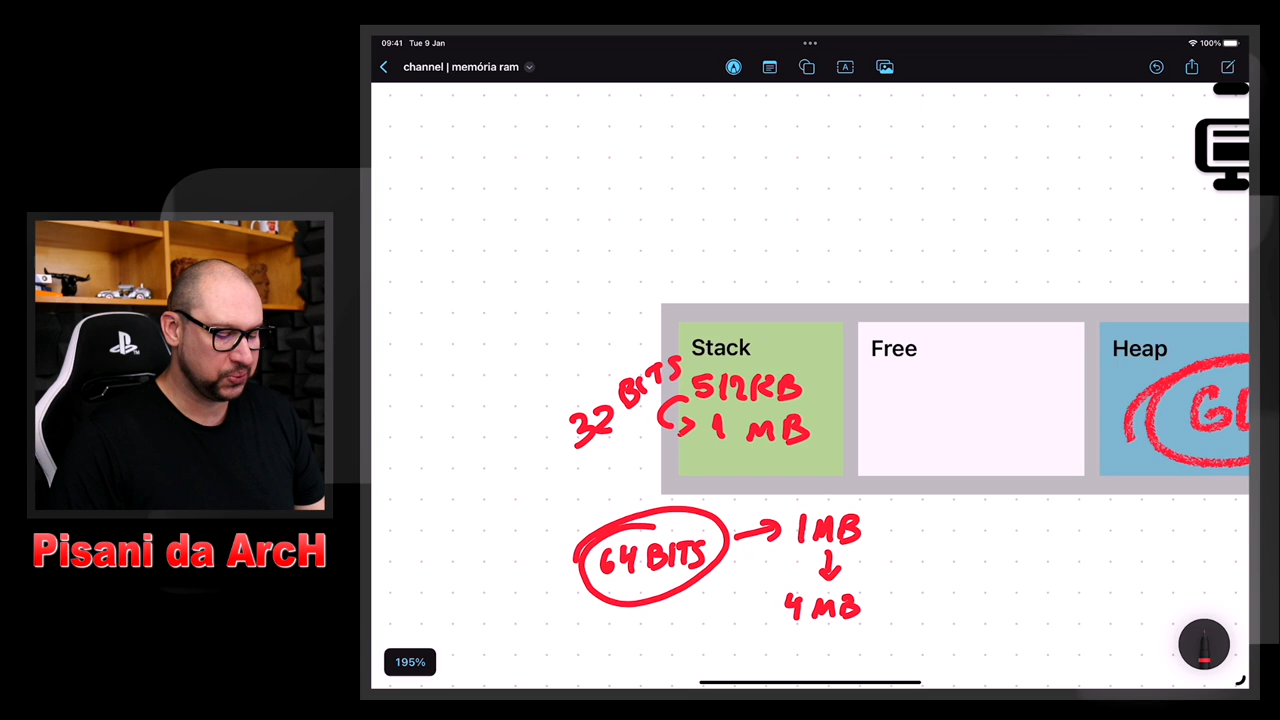 09:41 Tue 9 Jan
100%
channel | memória ram
A
Stack
Free
Heap
32 BITS
512KB
1 MB
64 BITS
1MB
4 MB
195%
Pisani da ArcH